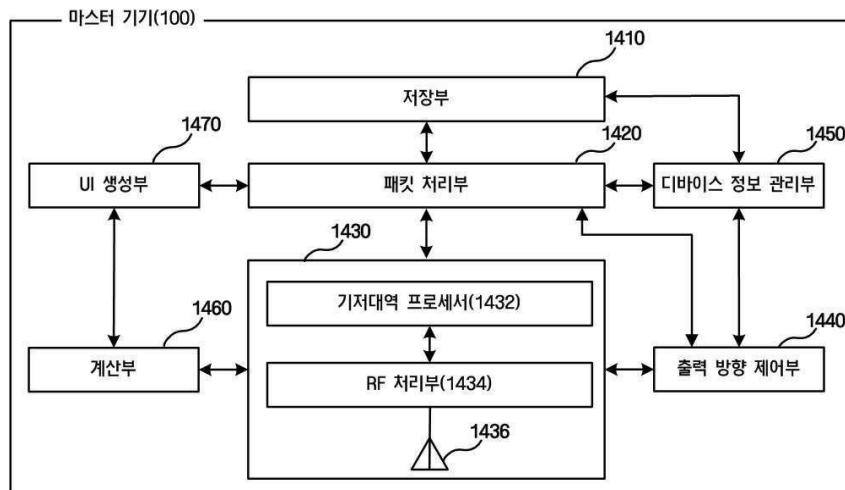 마스터 기기(100)
1410
저장부
1470
1420
1450
UI 생성부
패킷 처리부
디바이스 정보 관리부
1430
기저대역 프로세서(1432)
1460
1440
계산부
RF 처리부(1434)
출력 방향 제어부
1436